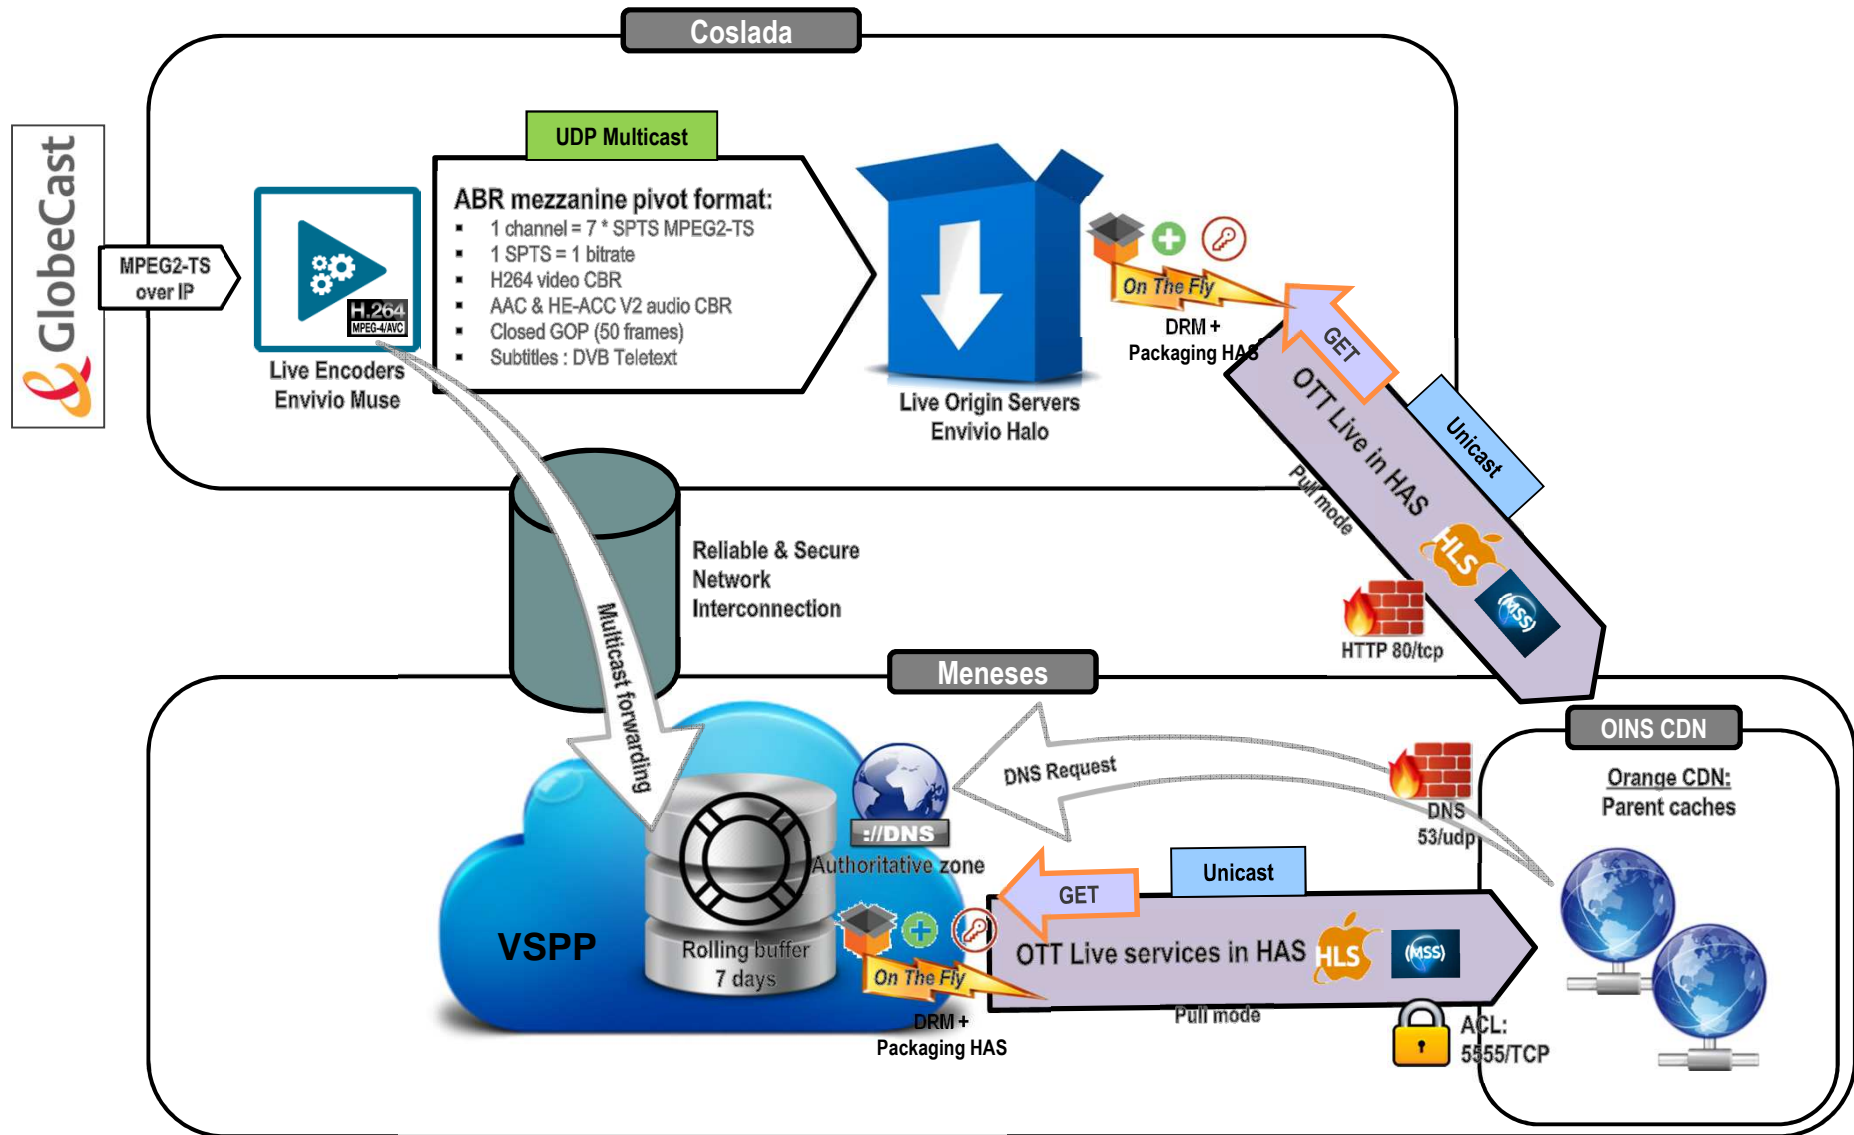 Coslada
GlobeCast
MPEG2-TS
over IP
H.264
MPEG-4/AVC
Live Encoders
Envivio Muse
UDP Multicast
ABR mezzanine pivot format:
▪ 1 channel = 7 * SPTS MPEG2-TS
▪ 1 SPTS = 1 bitrate
▪ H264 video CBR
▪ AAC & HE-ACC V2 audio CBR
▪ Closed GOP (50 frames)
▪ Subtitles : DVB Teletext
Live Origin Servers
Envivio Halo
On The Fly
DRM +
Packaging HAS
GET
OTT Live in HAS
Unicast
Pull mode
HLS
(MSS)
HTTP 80/tcp
Reliable & Secure
Network
Interconnection
Multicast forwarding
Meneses
OINS CDN
Orange CDN:
Parent caches
DNS Request
DNS
53/udp
://DNS
Authoritative zone
VSPP
Rolling buffer
7 days
On The Fly
DRM +
Packaging HAS
GET
Unicast
OTT Live services in HAS
HLS
(MSS)
Pull mode
ACL:
5555/TCP